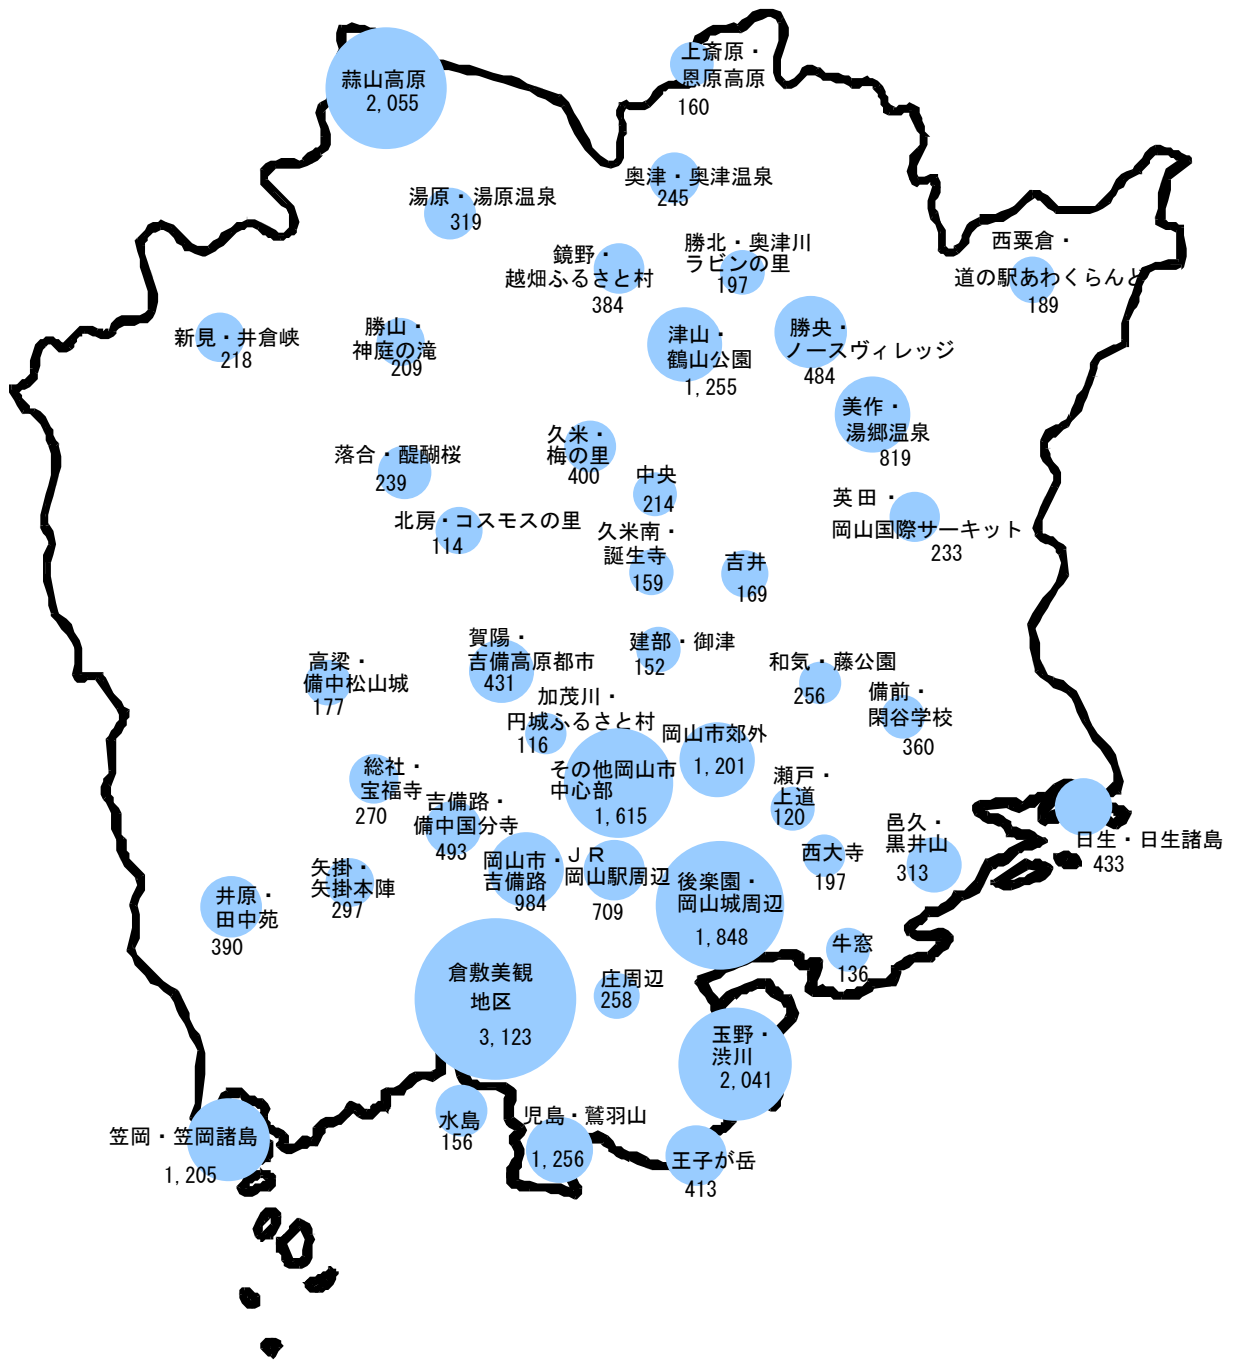 上斎原・
恩原高原
160
蒜山高原
2,055
奥津・奥津温泉
245
湯原・湯原温泉
319
勝北・奥津川
ラビンの里
197
西粟倉・
道の駅あわくらんど
189
鏡野・
越畑ふるさと村
384
新見・井倉峡
218
勝山・
神庭の滝
209
津山・
鶴山公園
1,255
勝央・
ノースヴィレッジ
484
美作・
湯郷温泉
819
久米・
梅の里
400
落合・醍醐桜
239
中央
214
英田・
岡山国際サーキット
233
北房・コスモスの里
114
久米南・
誕生寺
159
吉井
169
賀陽・
吉備高原都市
431
建部・御津
152
高梁・
備中松山城
177
和気・藤公園
256
備前・
閑谷学校
360
加茂川・
円城ふるさと村
116
岡山市郊外
1,201
その他岡山市
中心部
1,615
総社・
宝福寺
270
瀬戸・
上道
120
吉備路・
備中国分寺
493
邑久・
黒井山
313
日生・日生諸島
433
岡山市・
吉備路
984
ＪＲ
岡山駅周辺
709
西大寺
197
矢掛・
矢掛本陣
297
後楽園・
岡山城周辺
1,848
井原・
田中苑
390
牛窓
136
倉敷美観
地区
3,123
庄周辺
258
玉野・
渋川
2,041
水島
156
児島・鷲羽山
1,256
笠岡・笠岡諸島
1,205
王子が岳
413